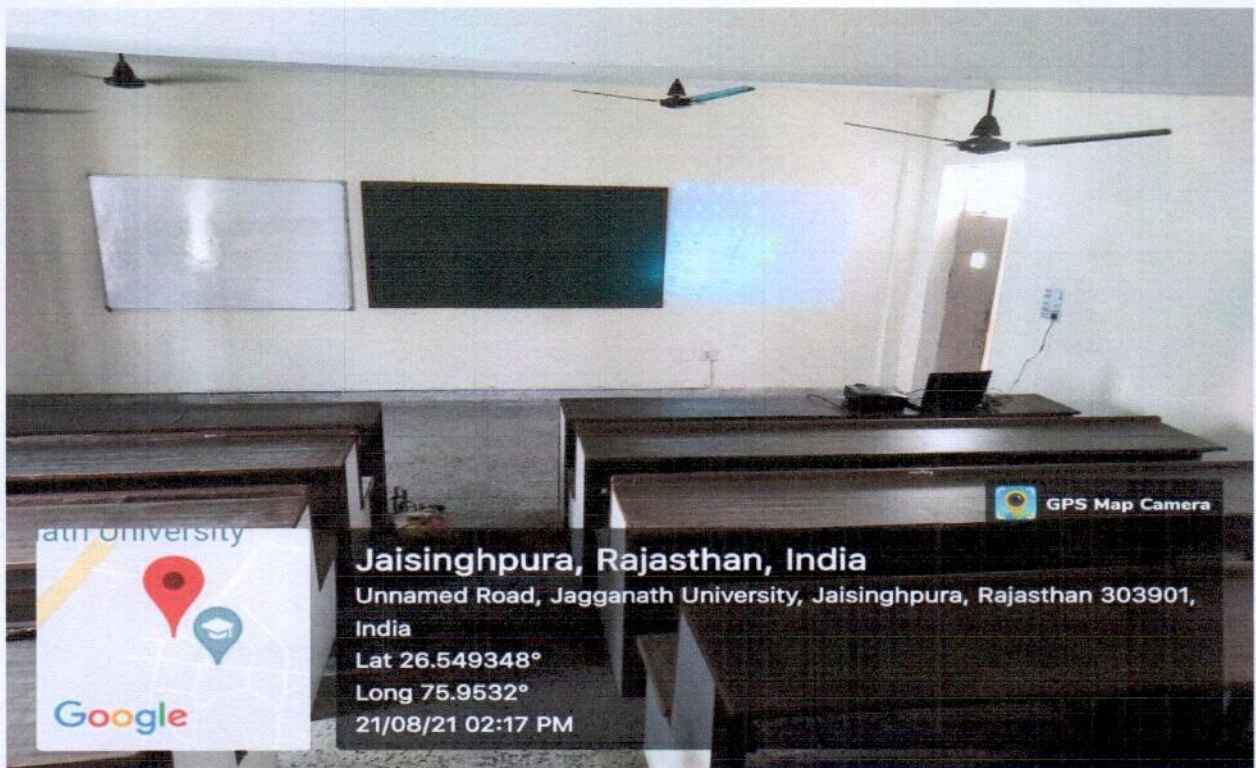 GPS Map Camera
ath University
Google
Jaisinghpura, Rajasthan, India
Unnamed Road, Jagganath University, Jaisinghpura, Rajasthan 303901,
India
Lat 26.549348°
Long 75.9532°
21/08/21 02:17 PM